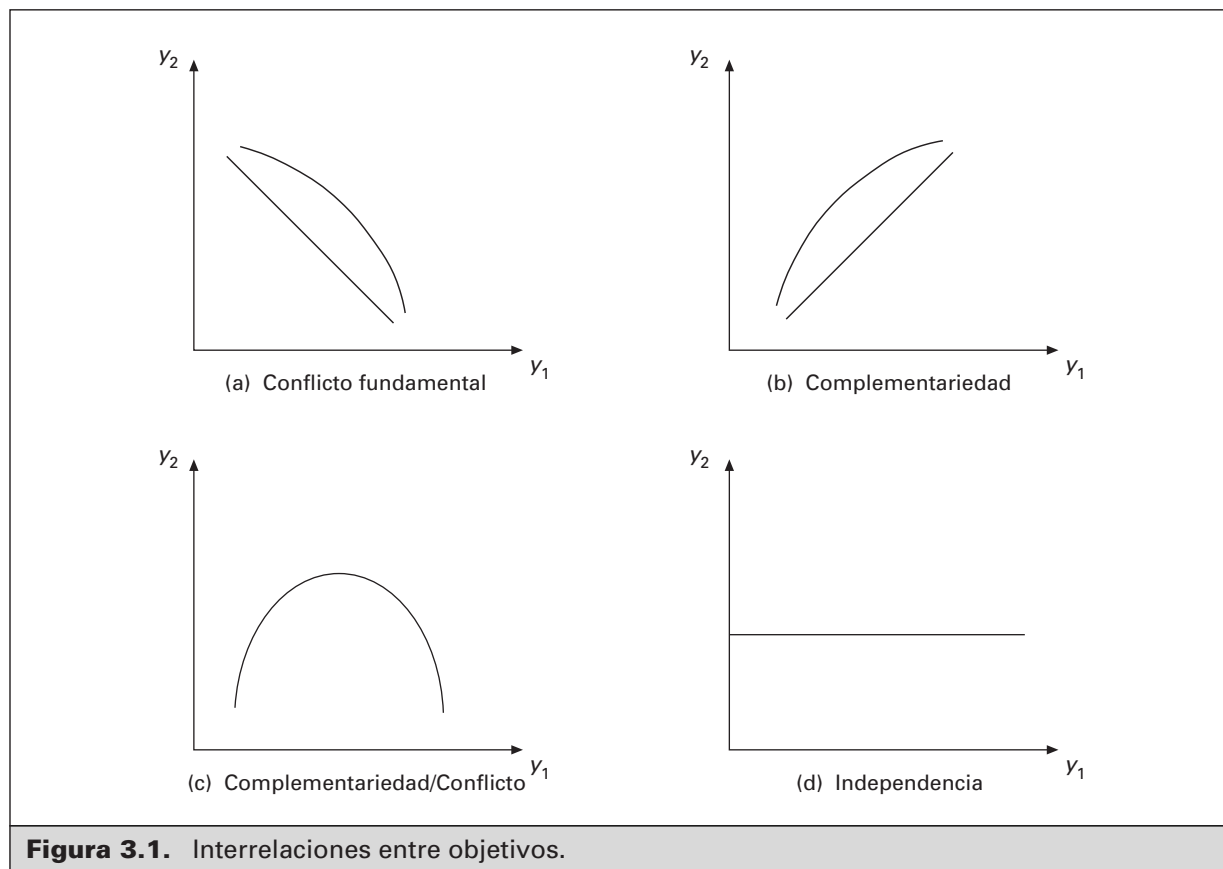 y2
y2
y1
y1
(a) Conflicto fundamental
(b) Complementariedad
y2
y2
y1
y1
(c) Complementariedad/Conflicto
(d) Independencia
Figura 3.1. Interrelaciones entre objetivos.